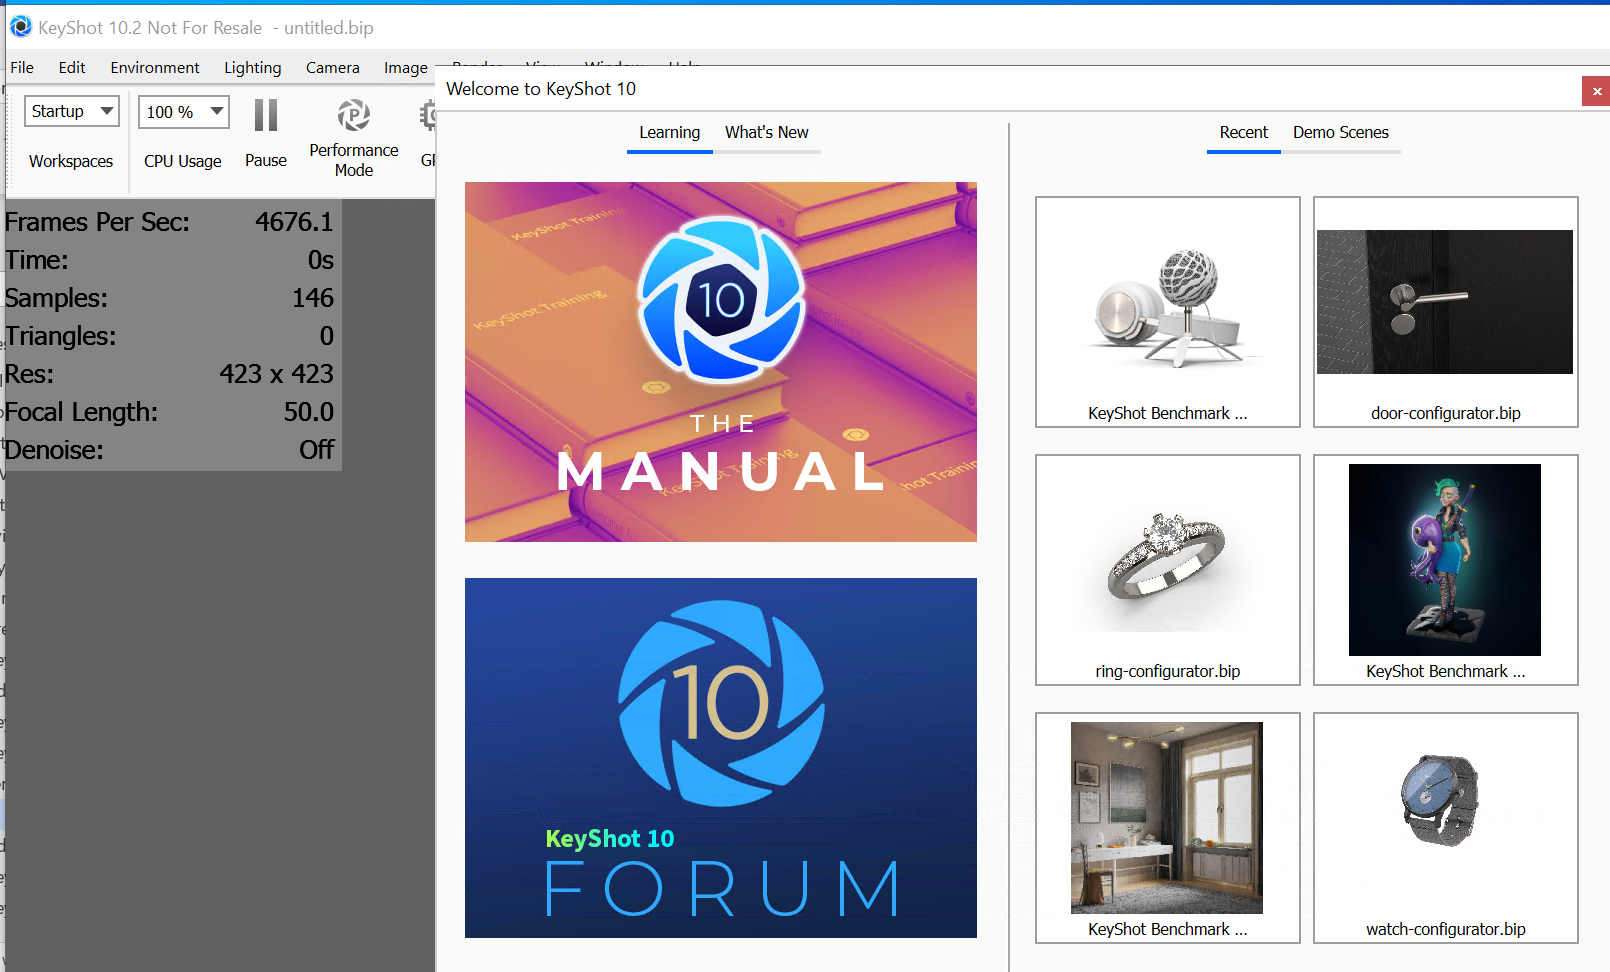 KeyShot 10.2 Not For Resale - untitled.bip
File Edit Environment Lighting Camera Image
Welcome to KeyShot 10
Startup
100 %
Workspaces
CPU Usage
Pause
Performance
Mode
Learning What's New
Recent Demo Scenes
Frames Per Sec: 4676.1
Time: 0s
Samples: 146
Triangles: 0
Res: 423 x 423
Focal Length: 50.0
Denoise: Off
KeyShot Training
KeyShot Training
10
THE
MANUAL
10
KeyShot 10
FORUM
KeyShot Benchmark ...
door-configurator.bip
ring-configurator.bip
KeyShot Benchmark ...
KeyShot Benchmark ...
watch-configurator.bip